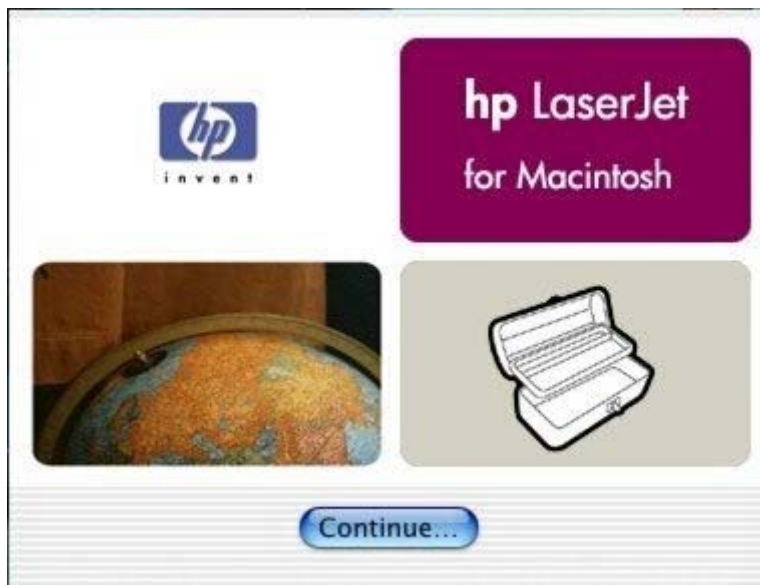 hp
invent
hp LaserJet
for Macintosh
Continue...